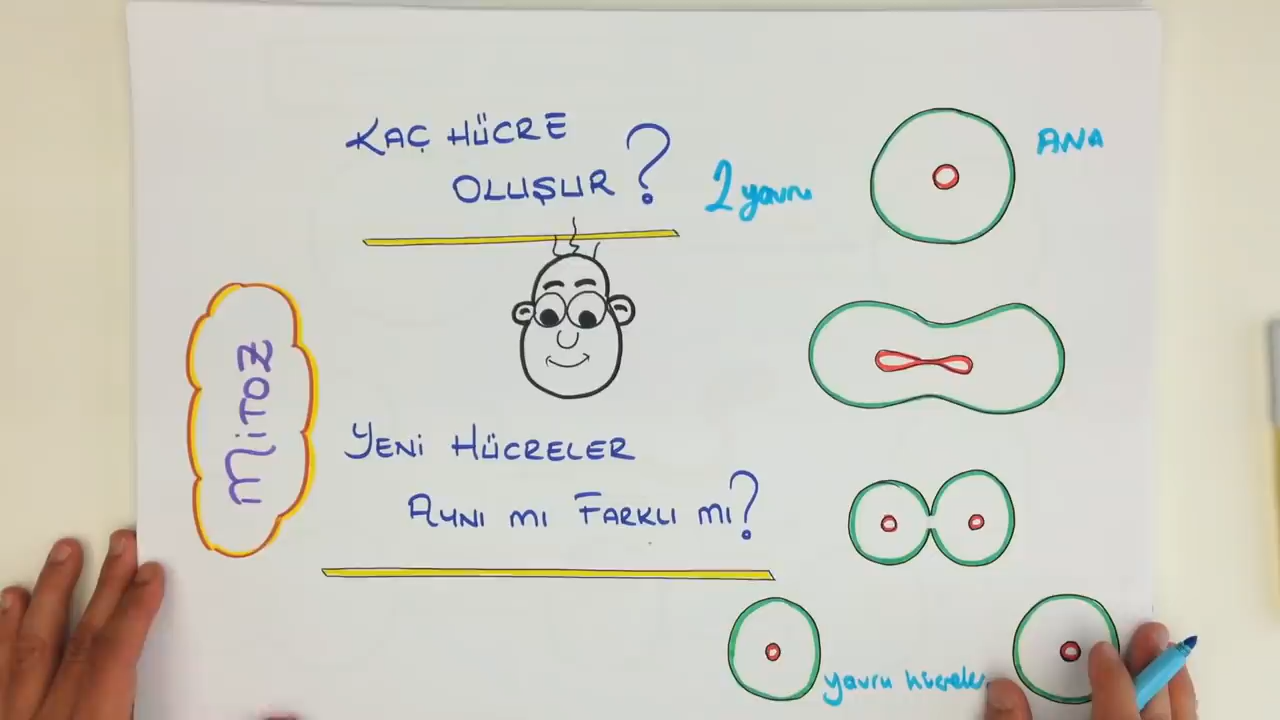 KAÇ HÜCRE
OLUŞUR?
2 yavru
ANA
MİTOZ
YENİ HÜCRELER
AYNI MI FARKLI MI?
yavru hücreler